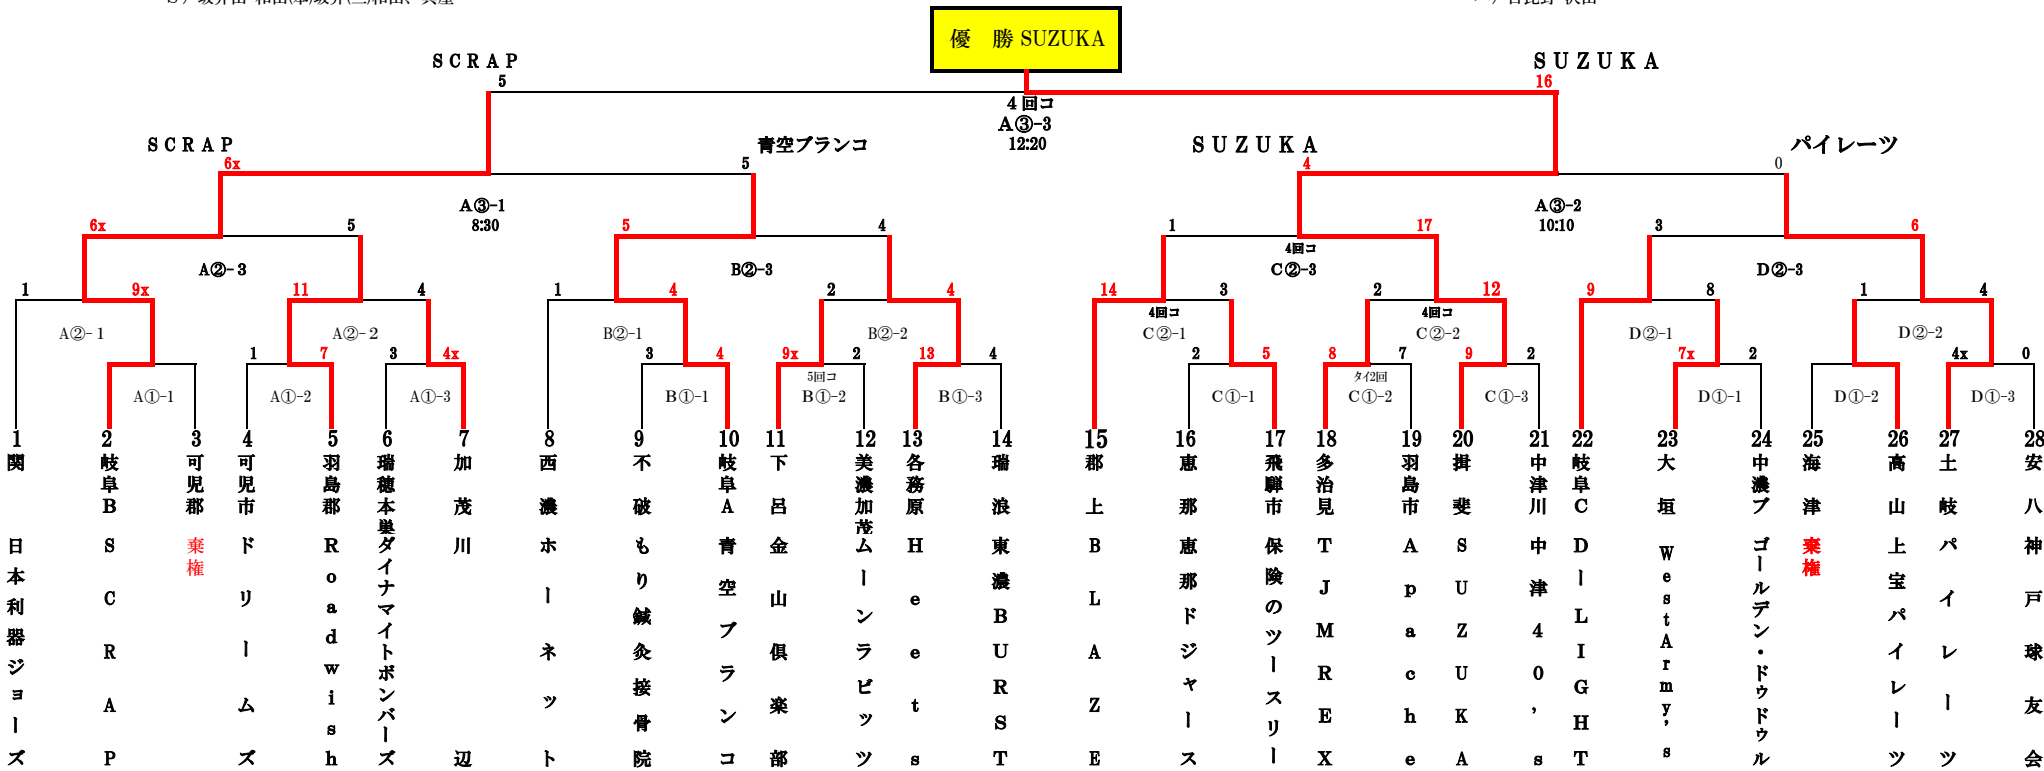 優　勝 SUZUKA
SCRAP
SUZUKA
5
16
4回コ
A③-3
12:20
SCRAP
青空ブランコ
SUZUKA
パイレーツ
6x
5
4
0
A③-1
8:30
A③-2
10:10
6x
5
5
4
1
17
3
6
4回コ
A②-3
B②-3
C②-3
D②-3
1
9x
11
4
1
4
2
4
14
3
2
12
9
8
1
4
4回コ
4回コ
A②-1
A②-2
B②-1
B②-2
C②-1
C②-2
D②-1
D②-2
1
7
3
4x
3
4
9x
2
13
4
2
5
8
7
9
2
7x
2
4x
0
5回コ
タイ2回
A①-1
A①-2
A①-3
B①-1
B①-2
B①-3
C①-1
C①-2
C①-3
D①-1
D①-2
D①-3
1
関
日本利器ジョーズ
2
岐阜B
SCRAP
3
可児郡
棄権
4
可児市
ドリームズ
5
羽島郡
Roadwish
6
瑞穂本巣
ダイナマイトボンバーズ
7
加茂
川辺
8
西濃
ホーネット
9
不破
もり鍼灸接骨院
10
岐阜A
青空ブランコ
11
下呂
金山倶楽部
12
美濃加茂
ムーンラビッツ
13
各務原
Heets
14
瑞浪
東濃BURST
15
郡上
BLAZE
16
恵那
恵那ドジャース
17
飛騨市
保険のツースリー
18
多治見
TJMREX
19
羽島市
Apache
20
揖斐
SUZUKA
21
中津川
中津40's
22
岐阜C
DーLIGHT
23
大垣
WestArmy's
24
中濃ブ
ゴールデン・ドゥドゥル
25
海津
棄権
26
高山
上宝パイレーツ
27
土岐
パイレーツ
28
安八
神戸球友会